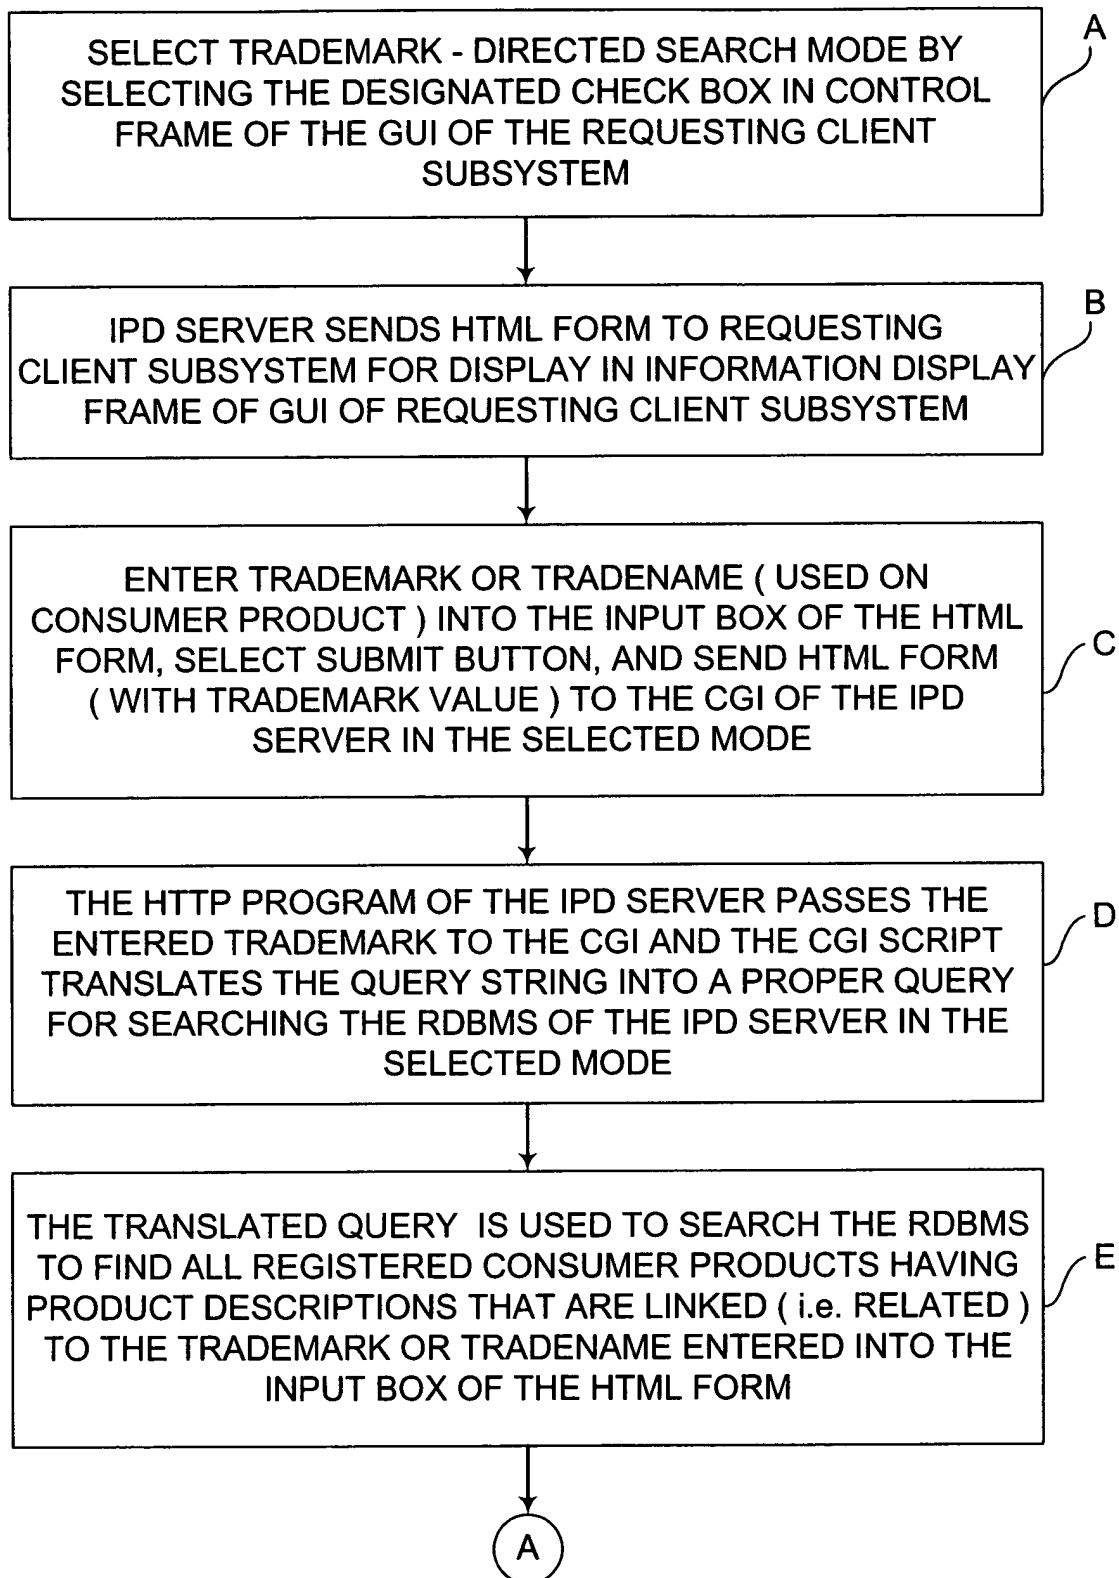 SELECT TRADEMARK - DIRECTED SEARCH MODE BY
SELECTING THE DESIGNATED CHECK BOX IN CONTROL
FRAME OF THE GUI OF THE REQUESTING CLIENT
SUBSYSTEM
A
IPD SERVER SENDS HTML FORM TO REQUESTING
CLIENT SUBSYSTEM FOR DISPLAY IN INFORMATION DISPLAY
FRAME OF GUI OF REQUESTING CLIENT SUBSYSTEM
B
ENTER TRADEMARK OR TRADENAME ( USED ON
CONSUMER PRODUCT ) INTO THE INPUT BOX OF THE HTML
FORM, SELECT SUBMIT BUTTON, AND SEND HTML FORM
( WITH TRADEMARK VALUE ) TO THE CGI OF THE IPD
SERVER IN THE SELECTED MODE
C
THE HTTP PROGRAM OF THE IPD SERVER PASSES THE
ENTERED TRADEMARK TO THE CGI AND THE CGI SCRIPT
TRANSLATES THE QUERY STRING INTO A PROPER QUERY
FOR SEARCHING THE RDBMS OF THE IPD SERVER IN THE
SELECTED MODE
D
THE TRANSLATED QUERY IS USED TO SEARCH THE RDBMS
TO FIND ALL REGISTERED CONSUMER PRODUCTS HAVING
PRODUCT DESCRIPTIONS THAT ARE LINKED ( i.e. RELATED )
TO THE TRADEMARK OR TRADENAME ENTERED INTO THE
INPUT BOX OF THE HTML FORM
E
A